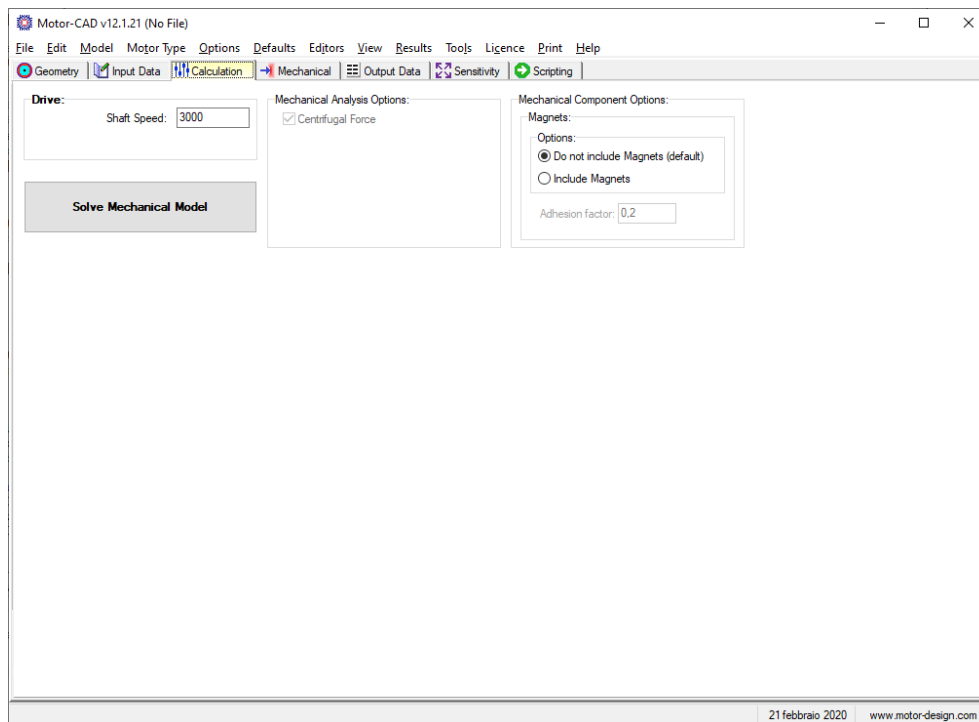 Motor-CAD v12.1.21 (No File)
File Edit Model Motor Type Options Defaults Editors View Results Tools Licence Print Help
Geometry Input Data Calculation Mechanical Output Data Sensitivity Scripting
Drive:
Shaft Speed: 3000
Solve Mechanical Model
Mechanical Analysis Options:
Centrifugal Force
Mechanical Component Options:
Magnets:
Options:
Do not include Magnets (default)
Include Magnets
Adhesion factor: 0,2
21 febbraio 2020 www.motor-design.com